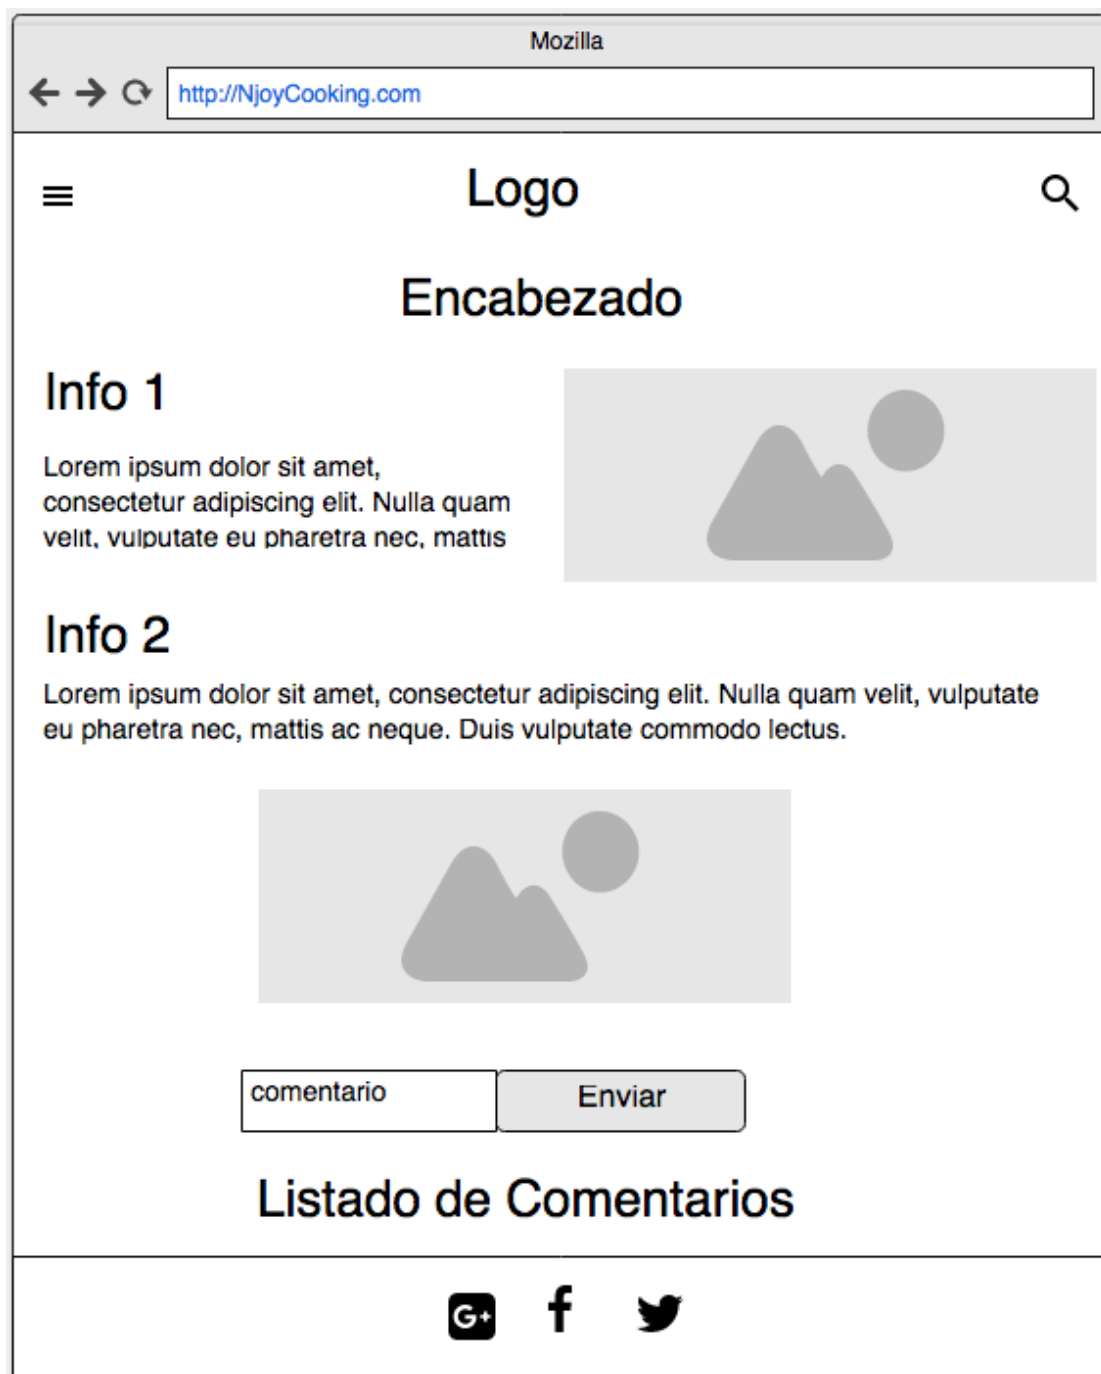 Mozilla
http://NjoyCooking.com
Logo
Encabezado
Info 1
Lorem ipsum dolor sit amet,
consectetur adipiscing elit. Nulla quam
velit, vulputate eu pharetra nec, mattis
Info 2
Lorem ipsum dolor sit amet, consectetur adipiscing elit. Nulla quam velit, vulputate
eu pharetra nec, mattis ac neque. Duis vulputate commodo lectus.
comentario
Enviar
Listado de Comentarios
G+ f